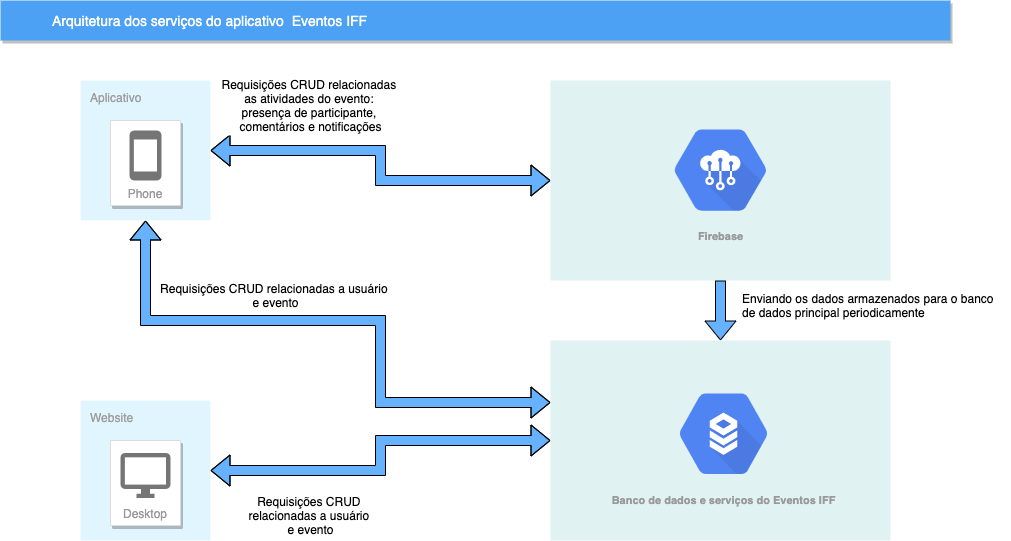 Arquitetura dos serviços do aplicativo  Eventos IFF
Aplicativo
Phone
Requisições CRUD relacionadas
as atividades do evento:
presença de participante,
comentários e notificações
Firebase
Requisições CRUD relacionadas a usuário
e evento
Enviando os dados armazenados para o banco
de dados principal periodicamente
Website
Desktop
Requisições CRUD
relacionadas a usuário
e evento
Banco de dados e serviços do Eventos IFF